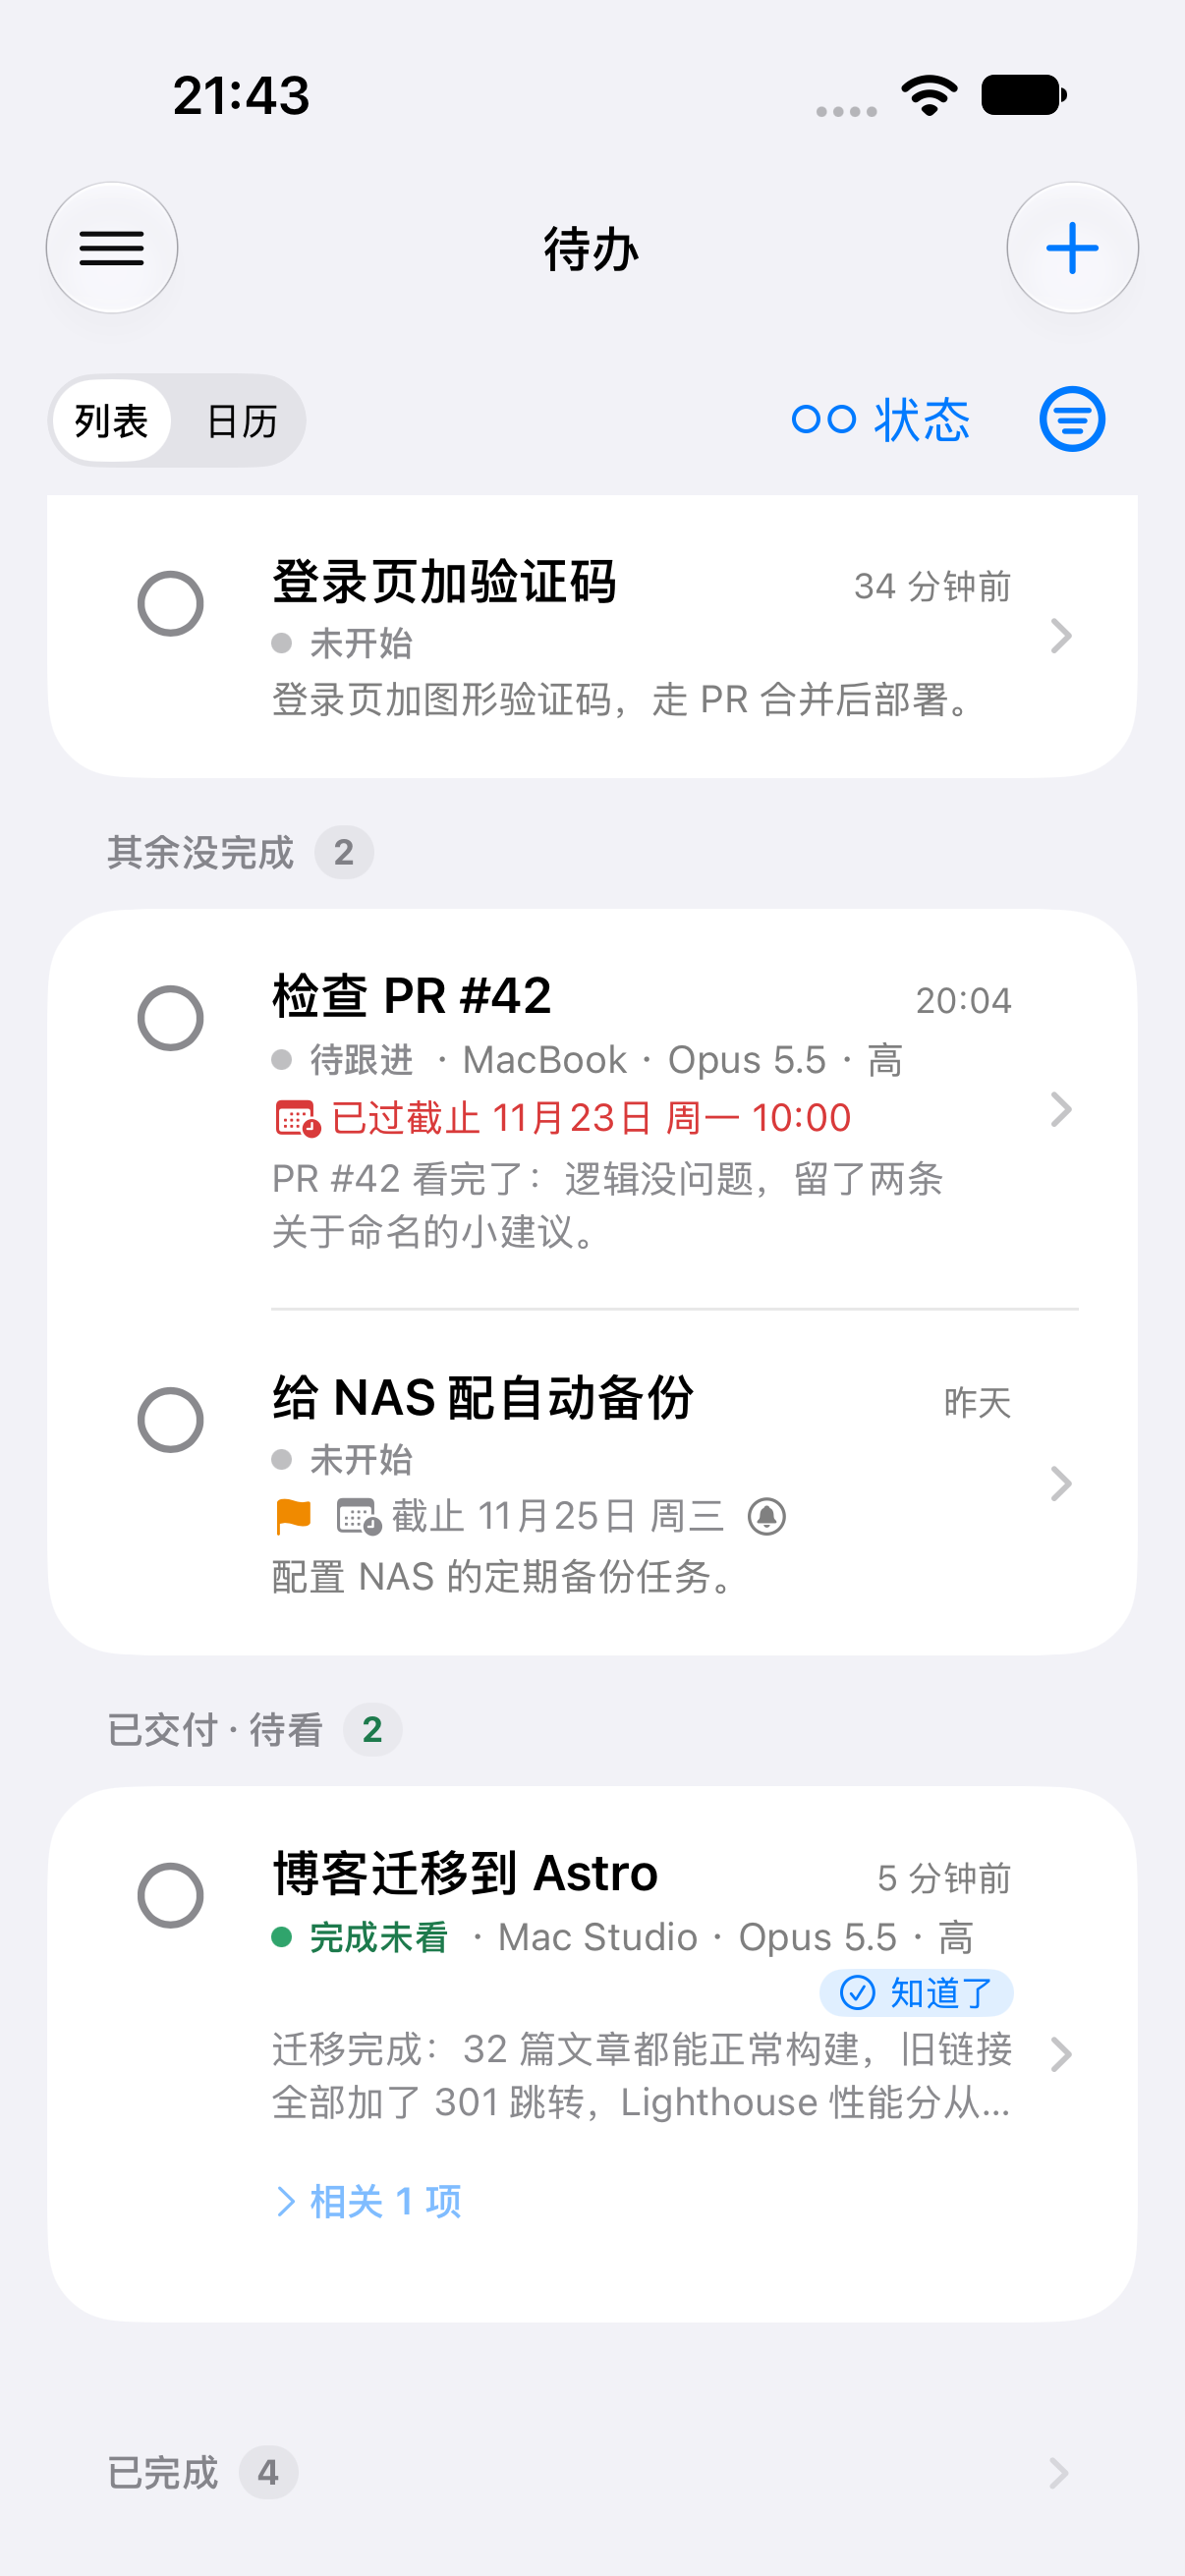 21:43
待办
列表 日历 状态
登录页加验证码 34 分钟前
未开始
登录页加图形验证码，走 PR 合并后部署。
其余没完成 2
检查 PR #42 20:04
待跟进 · MacBook · Opus 5.5 · 高
已过截止 11月23日 周一 10:00
PR #42 看完了：逻辑没问题，留了两条
关于命名的小建议。
给 NAS 配自动备份 昨天
未开始
截止 11月25日 周三
配置 NAS 的定期备份任务。
已交付 · 待看 2
博客迁移到 Astro 5 分钟前
完成未看 · Mac Studio · Opus 5.5 · 高
知道了
迁移完成：32 篇文章都能正常构建，旧链接
全部加了 301 跳转，Lighthouse 性能分从...
相关 1 项
已完成 4